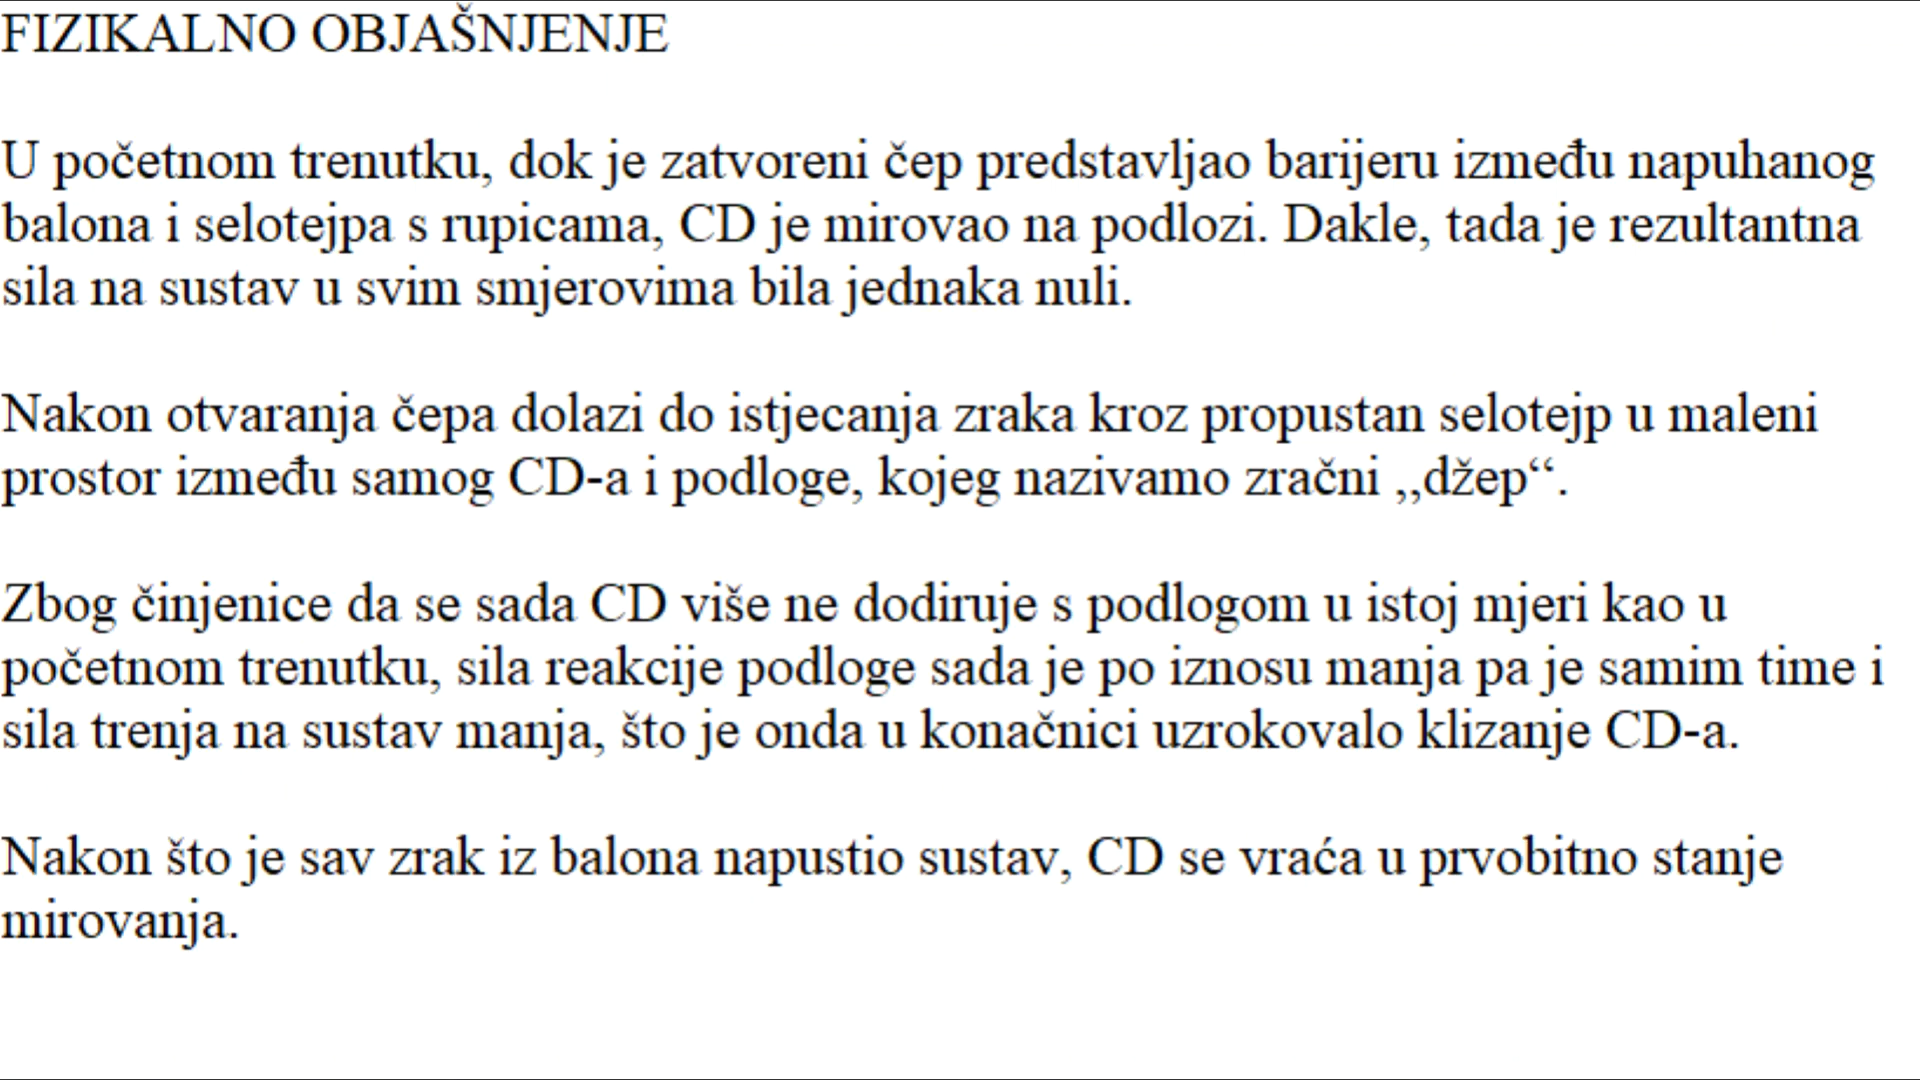 FIZIKALNO OBJAŠNJENJE
U početnom trenutku, dok je zatvoreni čep predstavljao barijeru između napuhanog
balona i selotejpa s rupicama, CD je mirovao na podlozi. Dakle, tada je rezultantna
sila na sustav u svim smjerovima bila jednaka nuli.
Nakon otvaranja čepa dolazi do istjecanja zraka kroz propustan selotejp u maleni
prostor između samog CD-a i podloge, kojeg nazivamo zračni ,,džep“.
Zbog činjenice da se sada CD više ne dodiruje s podlogom u istoj mjeri kao u
početnom trenutku, sila reakcije podloge sada je po iznosu manja pa je samim time i
sila trenja na sustav manja, što je onda u konačnici uzrokovalo klizanje CD-a.
Nakon što je sav zrak iz balona napustio sustav, CD se vraća u prvobitno stanje
mirovanja.